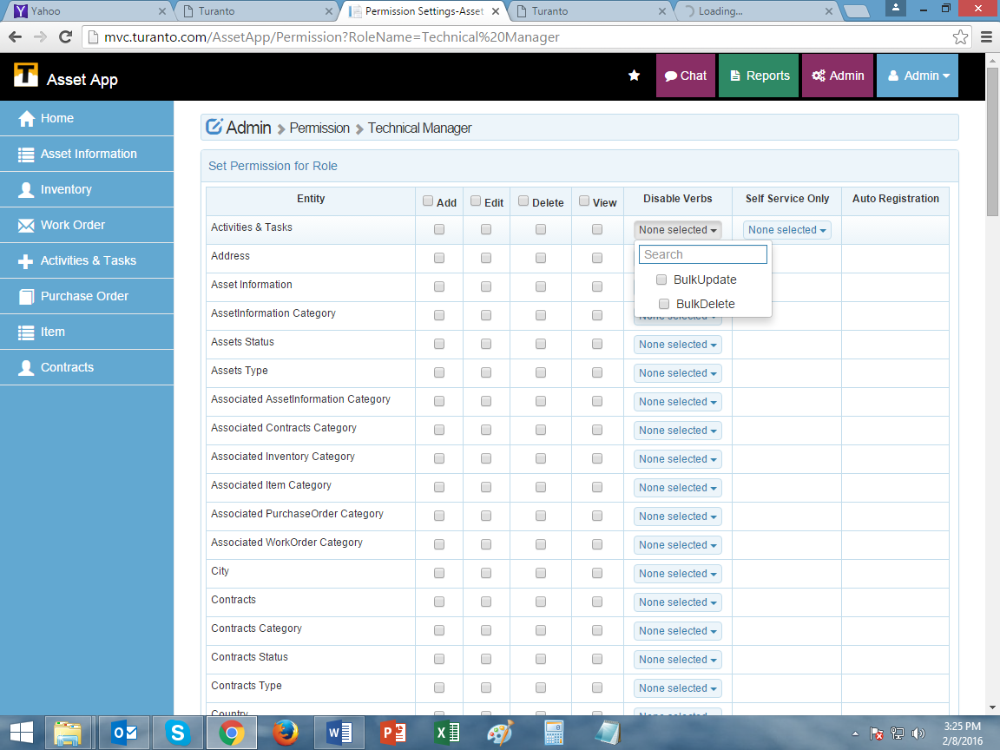 Yahoo
Turanto
Permission Settings-Asset
Turanto
Loading...
mvc.turanto.com/AssetApp/Permission?RoleName=Technical%20Manager
T Asset App
Chat
Reports
Admin
Admin
Home
Asset Information
Inventory
Work Order
Activities & Tasks
Purchase Order
Item
Contracts
Admin Permission Technical Manager
Set Permission for Role
Entity Add Edit Delete View Disable Verbs Self Service Only Auto Registration
Activities & Tasks None selected None selected
Search
BulkUpdate
BulkDelete
Address
Asset Information
AssetInformation Category
Assets Status None selected
Assets Type None selected
Associated AssetInformation Category None selected
Associated Contracts Category None selected
Associated Inventory Category None selected
Associated Item Category None selected
Associated PurchaseOrder Category None selected
Associated WorkOrder Category None selected
City None selected
Contracts None selected
Contracts Category None selected
Contracts Status None selected
Contracts Type None selected
Country
3:25 PM
2/8/2016